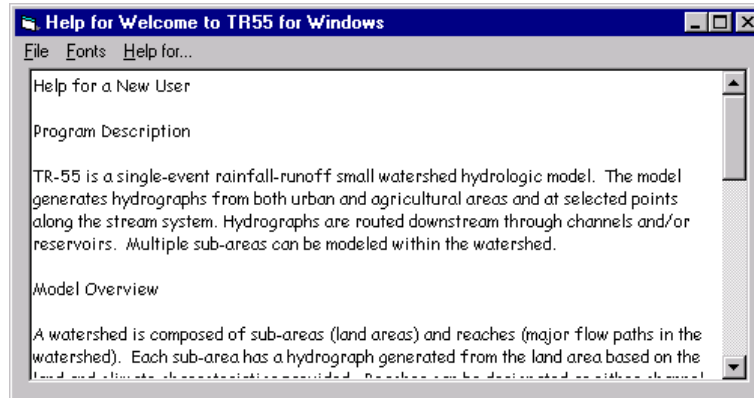 Help for Welcome to TR55 for Windows
File Fonts Help for...
Help for a New User
Program Description
TR-55 is a single-event rainfall-runoff small watershed hydrologic model. The model
generates hydrographs from both urban and agricultural areas and at selected points
along the stream system. Hydrographs are routed downstream through channels and/or
reservoirs. Multiple sub-areas can be modeled within the watershed.
Model Overview
A watershed is composed of sub-areas (land areas) and reaches (major flow paths in the
watershed). Each sub-area has a hydrograph generated from the land area based on the